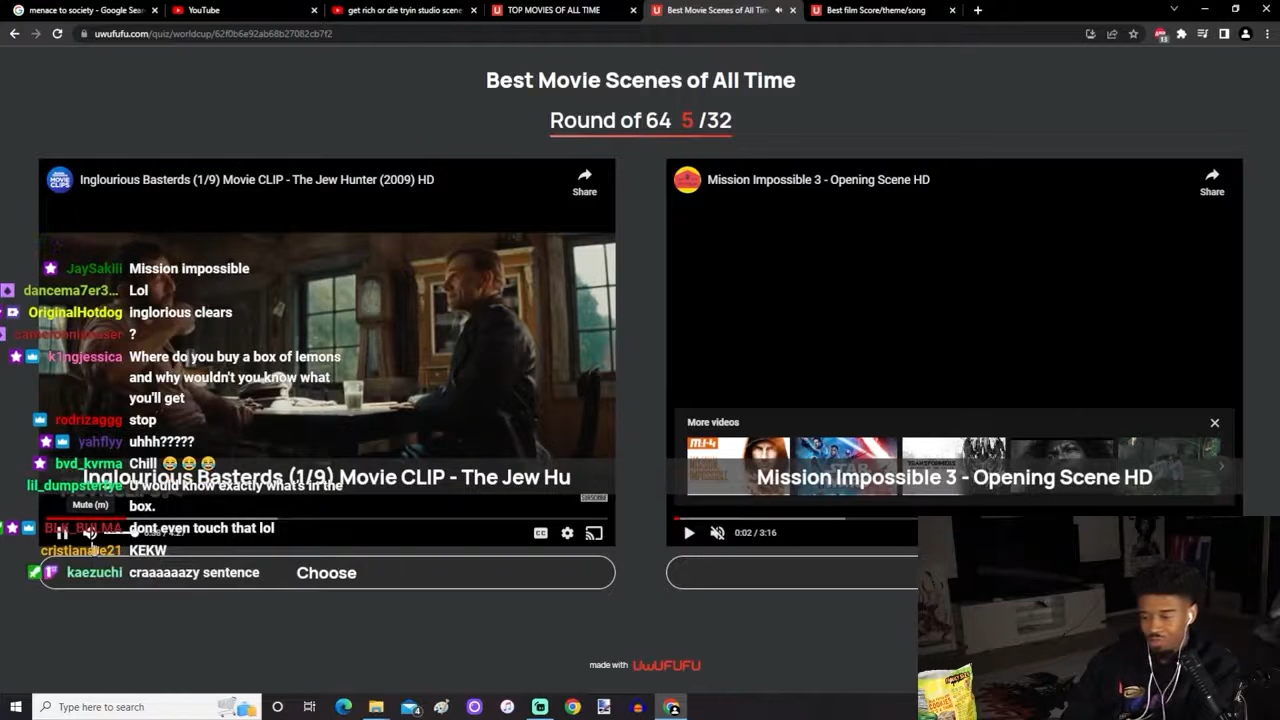 menace to society - Google Sear
YouTube
get rich or die tryin studio scene
TOP MOVIES OF ALL TIME
Best Movie Scenes of All Tim
Best film Score/theme/song
uwufufu.com/quiz/worldcup/62f0b6e92ab68b27082cb7f2
Best Movie Scenes of All Time
Round of 64 5 /32
Inglourious Basterds (1/9) Movie CLIP - The Jew Hunter (2009) HD
Share
Mission Impossible 3 - Opening Scene HD
Share
JaySakIII Mission impossible
dancema7er3... Lol
OriginalHotdog inglorious clears
?
k1ngjessica Where do you buy a box of lemons
and why wouldn't you know what
you'll get
rodrizaggg stop
yahflyy uhhh?????
bvd_kvrma Chill 😂 😂 😂
Inglourious Basterds (1/9) Movie CLIP - The Jew Hu
U would know exactly what's in the
box.
Mute (m)
dont even touch that lol
KEKW
kaezuchi craaaaaazy sentence
Choose
More videos
M:I-4
STAR
Mission Impossible 3 - Opening Scene HD
0:02 / 3:16
SUBSCRIBE
made with UWUFUFU
Type here to search